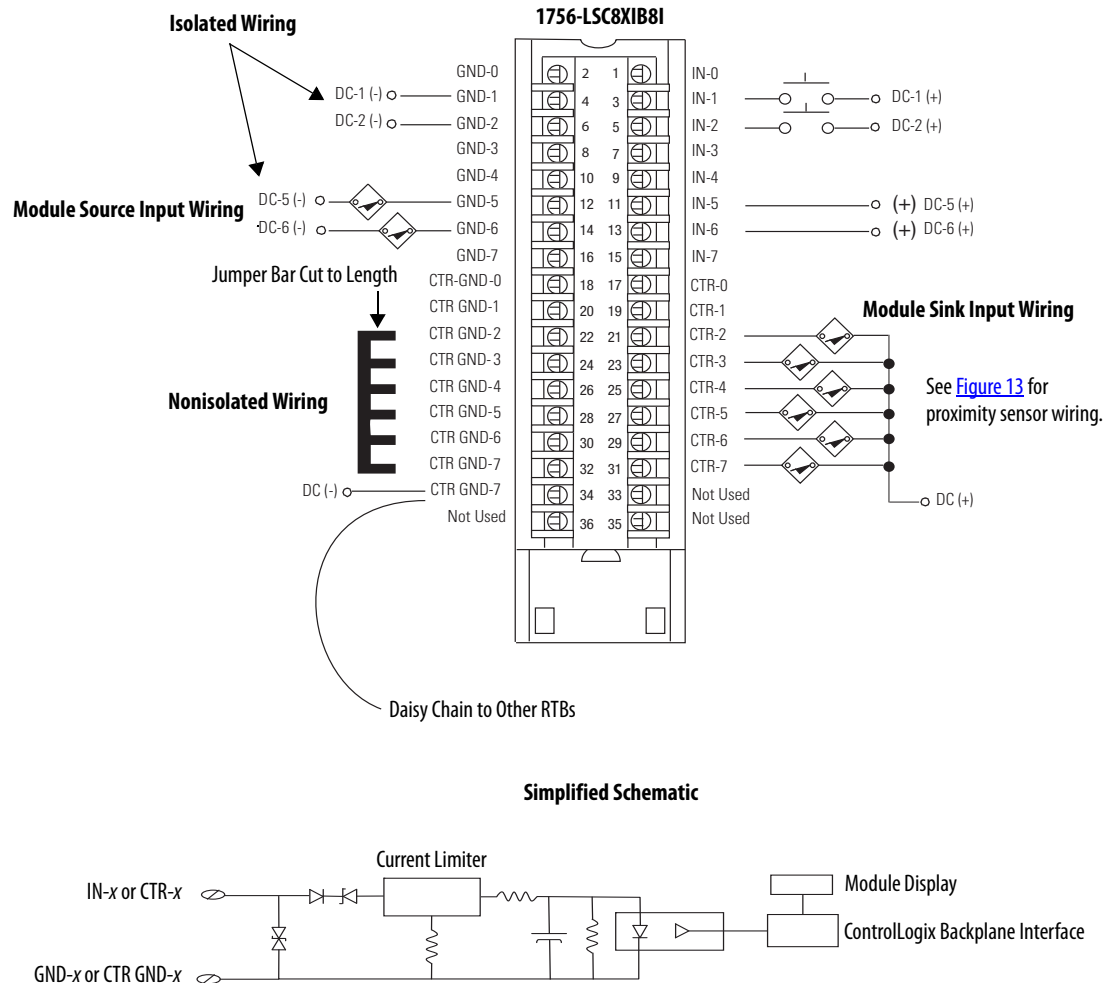 1756-LSC8XIB8I
Isolated Wiring
GND-0 2 1 IN-0
DC-1 (-) GND-1 4 3 IN-1 DC-1 (+)
DC-2 (-) GND-2 6 5 IN-2 DC-2 (+)
GND-3 8 7 IN-3
GND-4 10 9 IN-4
Module Source Input Wiring
DC-5 (-) GND-5 12 11 IN-5 (+) DC-5 (+)
DC-6 (-) GND-6 14 13 IN-6 (+) DC-6 (+)
GND-7 16 15 IN-7
Jumper Bar Cut to Length
CTR-GND-0 18 17 CTR-0
CTR GND-1 20 19 CTR-1
Module Sink Input Wiring
CTR GND-2 22 21 CTR-2
CTR GND- 3 24 23 CTR-3
CTR GND-4 26 25 CTR-4
See Figure 13 for
proximity sensor wiring.
Nonisolated Wiring
CTR GND-5 28 27 CTR-5
CTR GND-6 30 29 CTR-6
CTR GND-7 32 31 CTR-7
DC (-) CTR GND-7 34 33 Not Used DC (+)
Not Used 36 35 Not Used
Daisy Chain to Other RTBs
Simplified Schematic
Current Limiter
IN-x or CTR-x
Module Display
ControlLogix Backplane Interface
GND-x or CTR GND-x